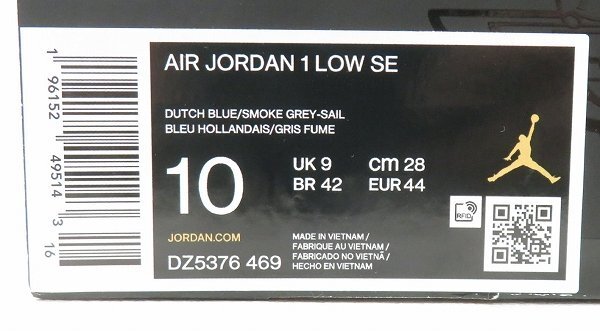 AIR JORDAN 1 LOW SE
DUTCH BLUE/SMOKE GREY-SAIL
BLEU HOLLANDAIS/GRIS FUME
10
UK 9 CM 28
BR 42 EUR 44
RFID
JORDAN.COM
DZ5376 469
MADE IN VIETNAM /
FABRIQUE AU VIETNAM /
FABRICADO NO VIETNÃ /
HECHO EN VIETNAM
1 96152 49514 3
16